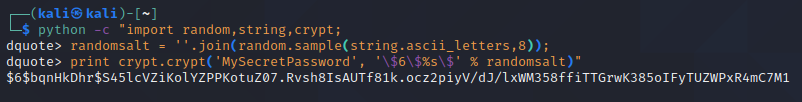 ┌──(kali㉿kali)-[~]
└─$ python -c "import random,string,crypt;
dquote> randomsalt = ''.join(random.sample(string.ascii_letters,8));
dquote> print crypt.crypt('MySecretPassword', '\$6\$%s\$' % randomsalt)"
$6$bqnHkDhr$S45lcVZiKolYZPPKotuZ07.Rvsh8IsAUTf81k.ocz2piyV/dJ/lxWM358ffiTTGrwK385oIFyTUZWPxR4mC7M1